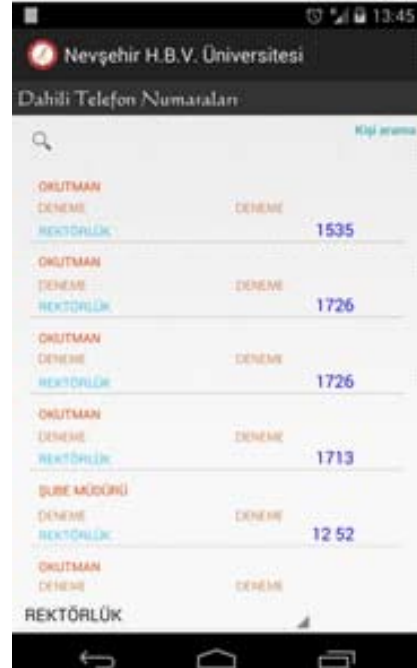 13:45
Nevşehir H.B.V. Üniversitesi
Dahili Telefon Numaraları
Kişi arama
OKUTMAN
DENEME DENEME
REKTÖRLÜK 1535
OKUTMAN
DENEME DENEME
REKTÖRLÜK 1726
OKUTMAN
DENEME DENEME
REKTÖRLÜK 1726
OKUTMAN
DENEME DENEME
REKTÖRLÜK 1713
ŞUBE MÜDÜRÜ
DENEME DENEME
REKTÖRLÜK 12 52
OKUTMAN
DENEME DENEME
REKTÖRLÜK